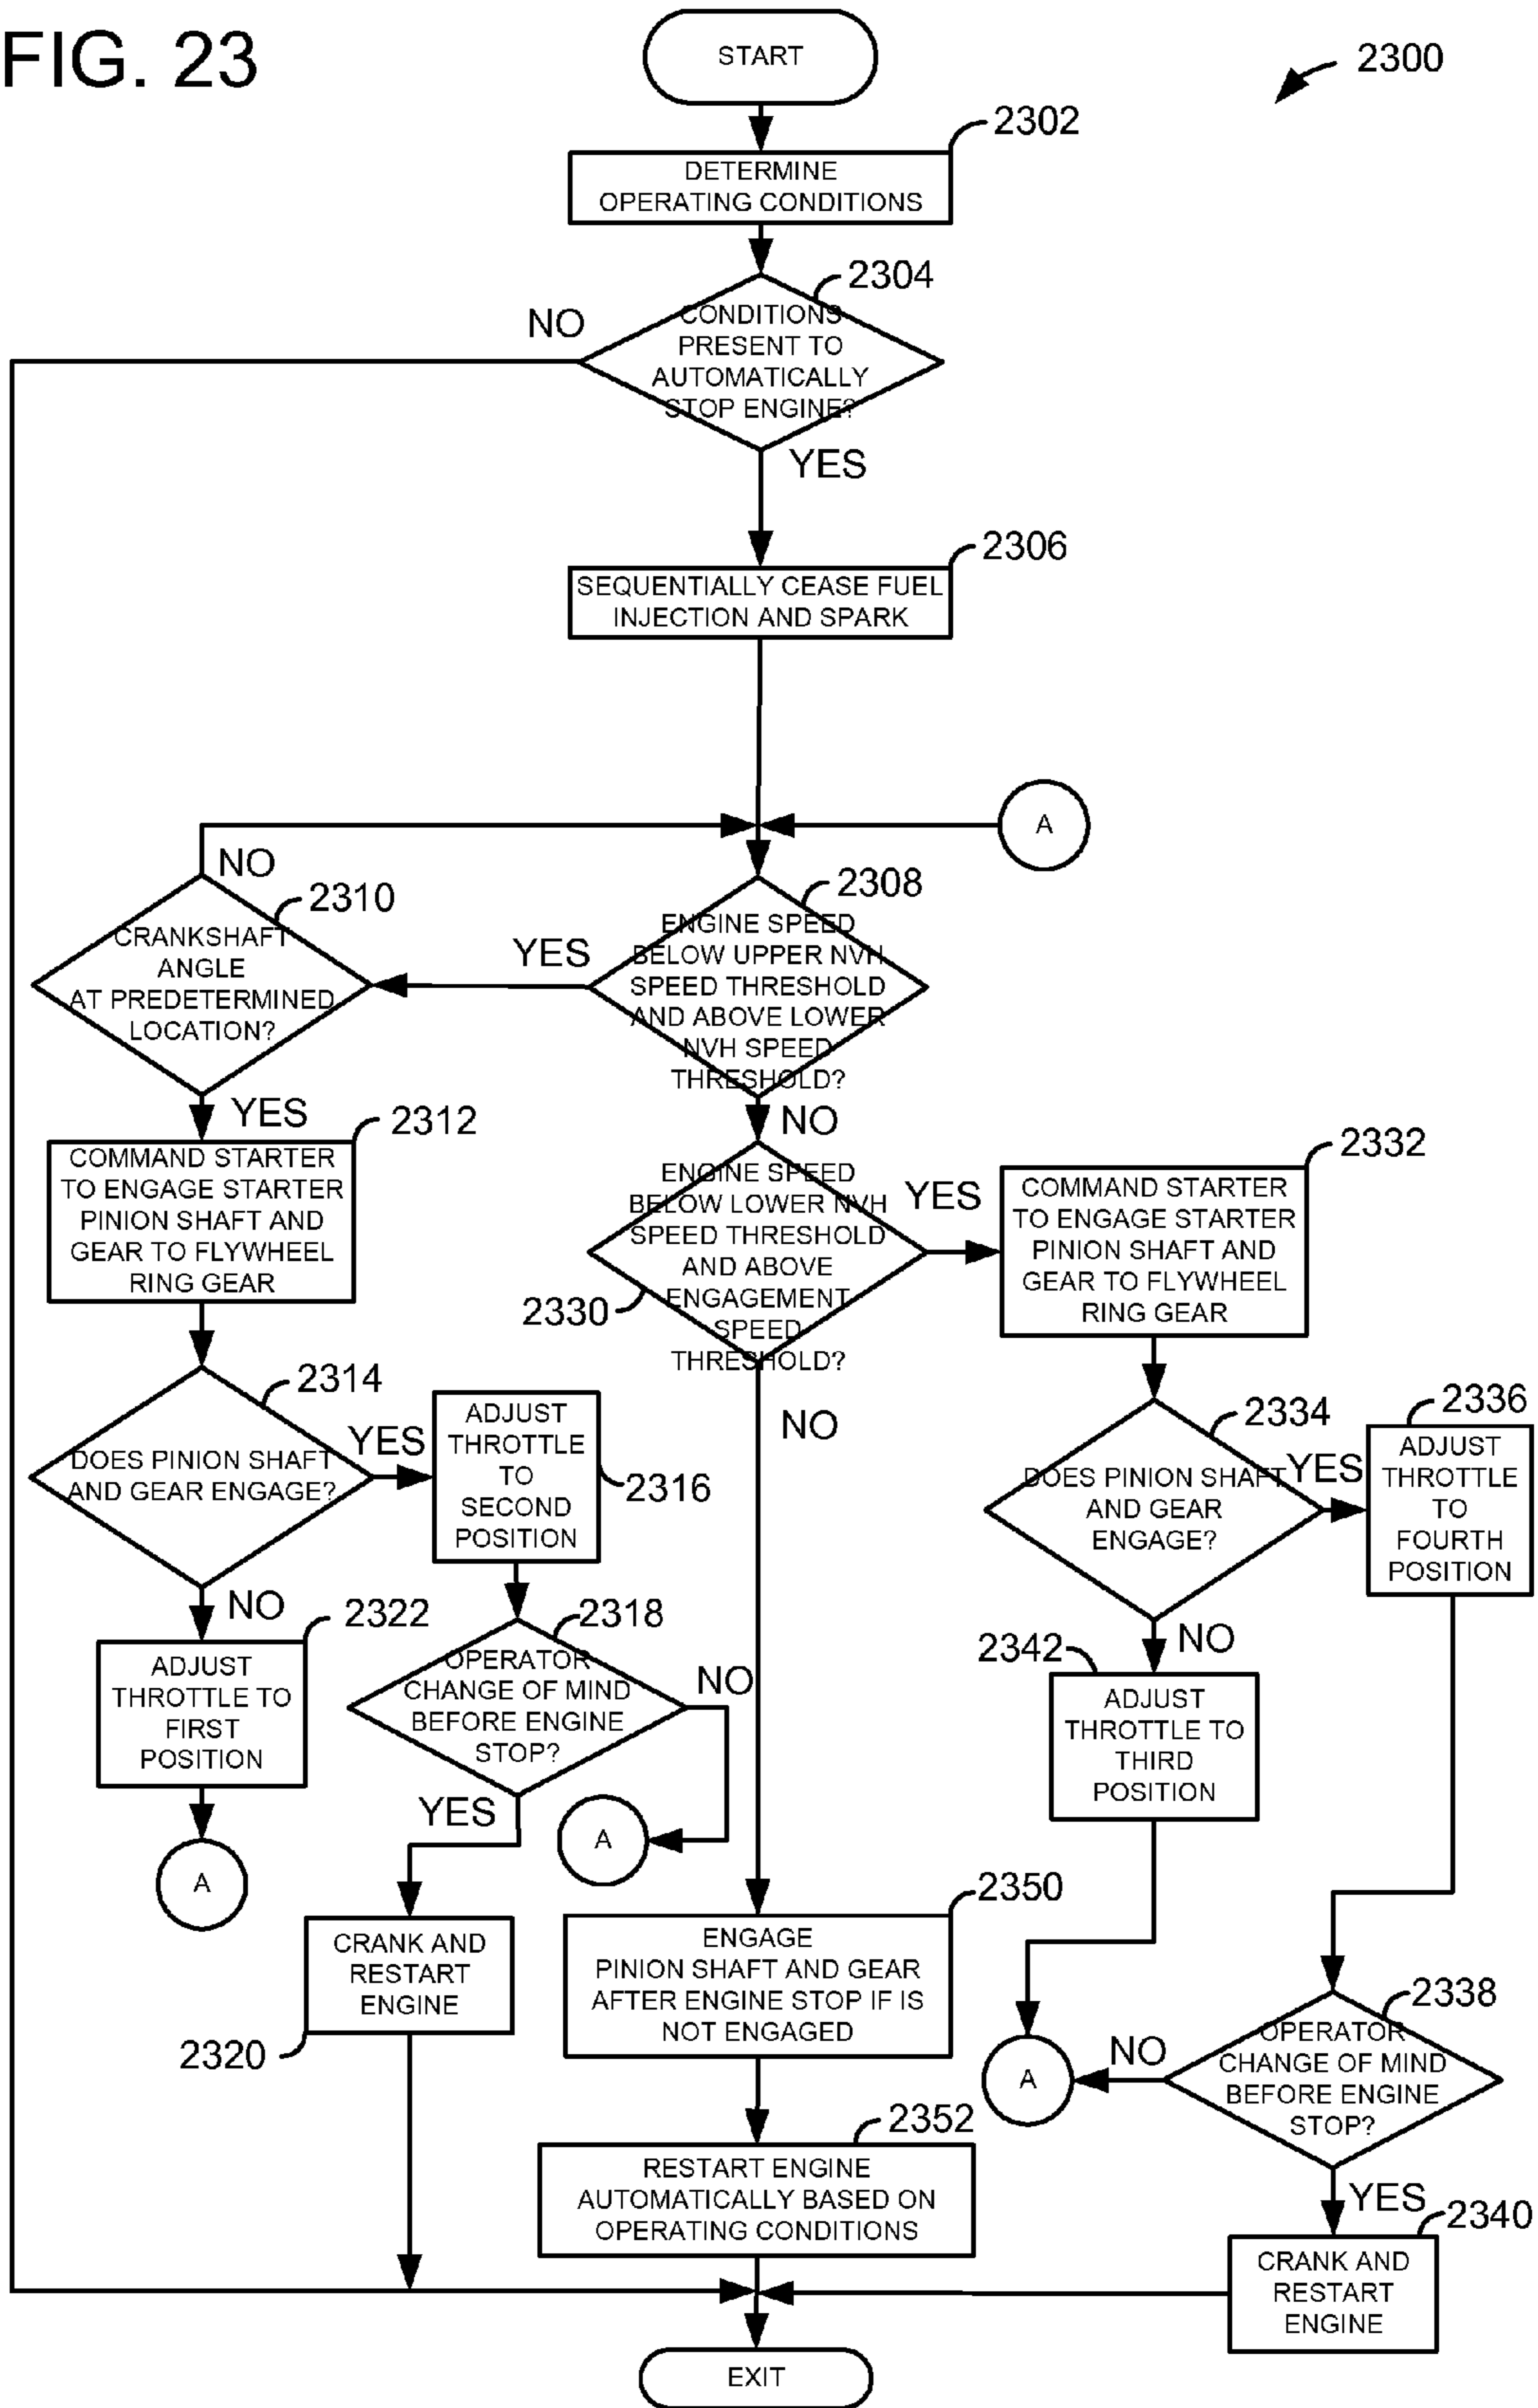 FIG. 23
START
2300
2302
DETERMINE
OPERATING CONDITIONS
2304
NO
CONDITIONS
PRESENT TO
AUTOMATICALLY
STOP ENGINE?
YES
2306
SEQUENTIALLY CEASE FUEL
INJECTION AND SPARK
A
NO
2310
CRANKSHAFT
ANGLE
AT PREDETERMINED
LOCATION?
YES
2308
ENGINE SPEED
BELOW UPPER NVH
SPEED THRESHOLD
AND ABOVE LOWER
NVH SPEED
THRESHOLD?
YES
NO
2312
COMMAND STARTER
TO ENGAGE STARTER
PINION SHAFT AND
GEAR TO FLYWHEEL
RING GEAR
ENGINE SPEED
BELOW LOWER NVH
SPEED THRESHOLD
AND ABOVE
ENGAGEMENT
SPEED
THRESHOLD?
2330
YES
NO
2332
COMMAND STARTER
TO ENGAGE STARTER
PINION SHAFT AND
GEAR TO FLYWHEEL
RING GEAR
2314
DOES PINION SHAFT
AND GEAR ENGAGE?
YES
ADJUST
THROTTLE
TO
SECOND
POSITION
2316
2334
DOES PINION SHAFT
AND GEAR
ENGAGE?
YES
2336
ADJUST
THROTTLE
TO
FOURTH
POSITION
NO
2322
ADJUST
THROTTLE TO
FIRST
POSITION
A
2318
OPERATOR
CHANGE OF MIND
BEFORE ENGINE
STOP?
NO
YES
A
NO
2342
ADJUST
THROTTLE TO
THIRD
POSITION
CRANK AND
RESTART
ENGINE
2320
2350
ENGAGE
PINION SHAFT AND GEAR
AFTER ENGINE STOP IF IS
NOT ENGAGED
2338
OPERATOR
CHANGE OF MIND
BEFORE ENGINE
STOP?
NO
A
2352
RESTART ENGINE
AUTOMATICALLY BASED ON
OPERATING CONDITIONS
YES
2340
CRANK AND
RESTART
ENGINE
EXIT